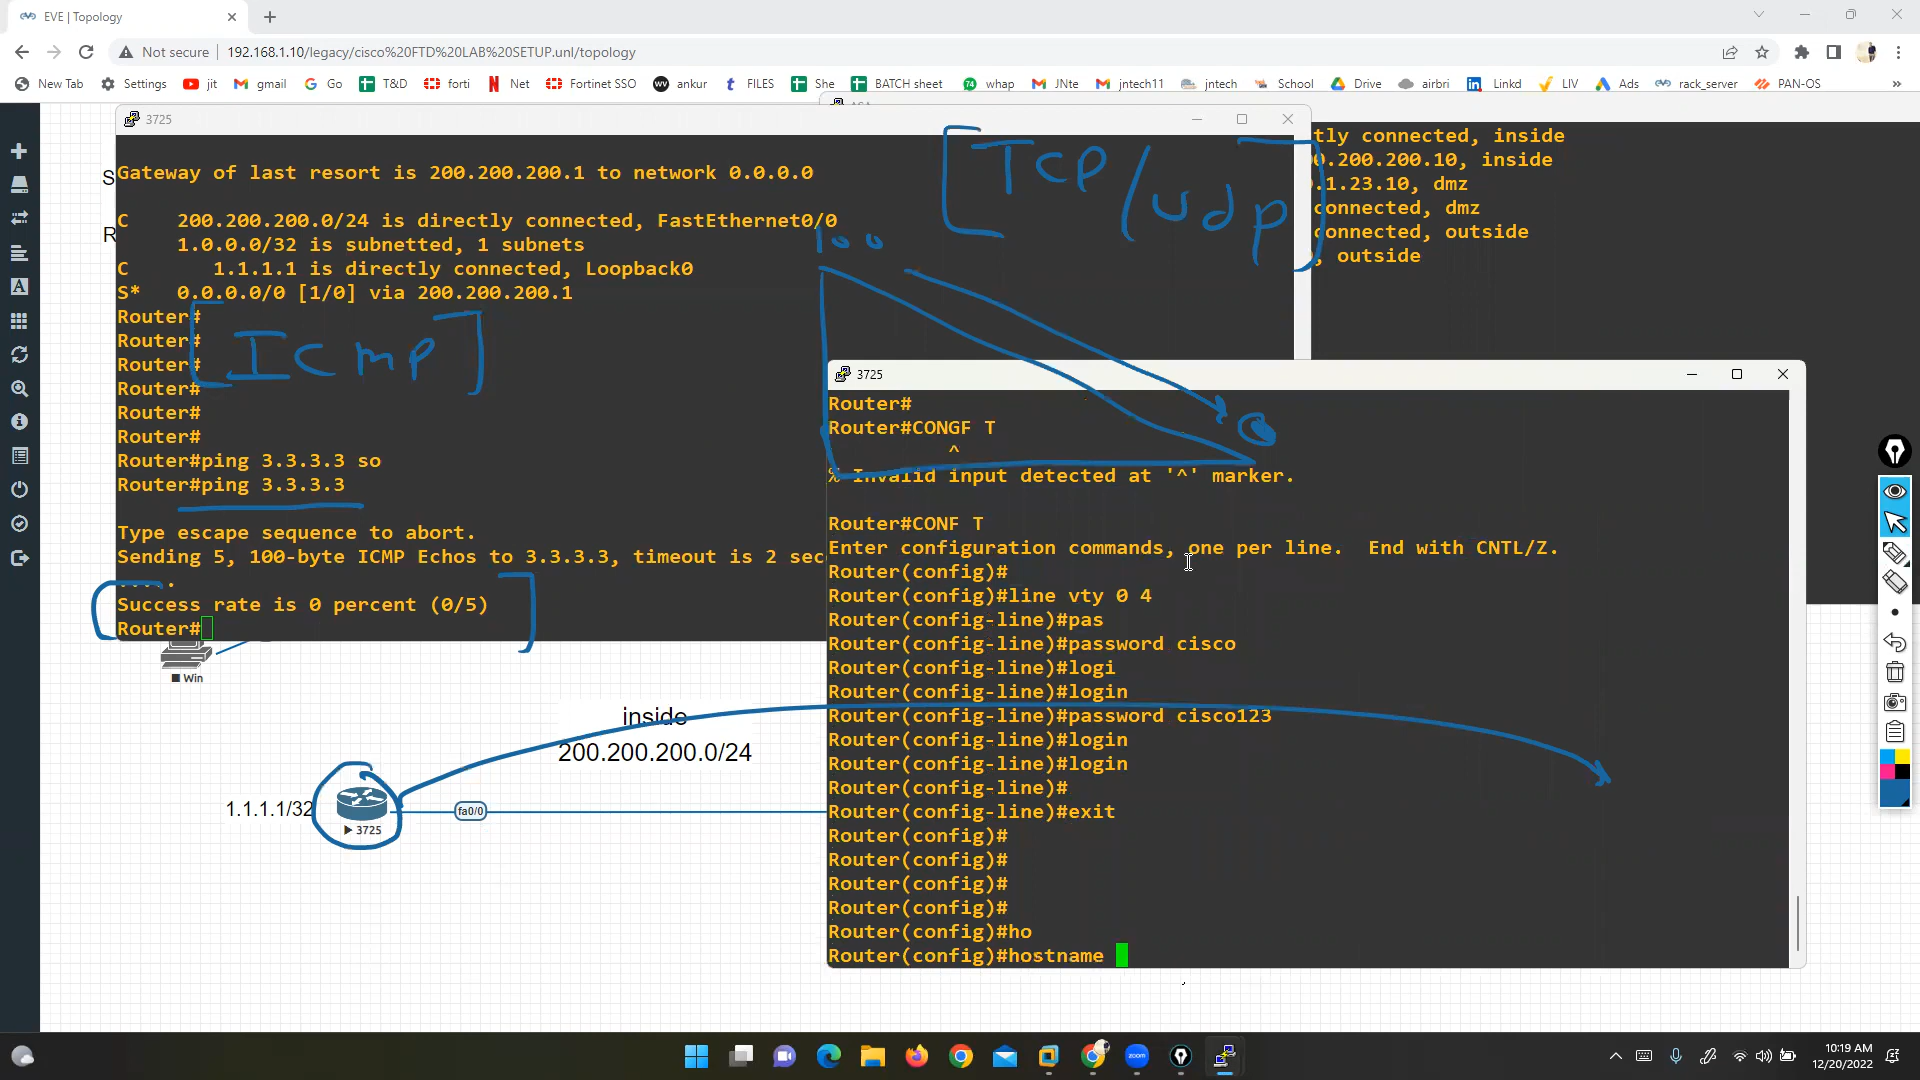 EVE | Topology
Not secure
192.168.1.10/legacy/cisco%20FTD%20LAB%20SETUP.unl/topology
New Tab
Settings
jit
gmail
Go
T&D
forti
Net
Fortinet SSO
ankur
FILES
She
BATCH sheet
whap
JNte
jntech11
jntech
School
Drive
airbri
Linkd
LIV
Ads
rack_server
PAN-OS
»
3725
S
R
Gateway of last resort is 200.200.200.1 to network 0.0.0.0
C 200.200.200.0/24 is directly connected, FastEthernet0/0
1.0.0.0/32 is subnetted, 1 subnets
C 1.1.1.1 is directly connected, Loopback0
S* 0.0.0.0/0 [1/0] via 200.200.200.1
Router#
Router#
Router#
Router#
Router#
Router#
Router#ping 3.3.3.3 so
Router#ping 3.3.3.3
Type escape sequence to abort.
Sending 5, 100-byte ICMP Echos to 3.3.3.3, timeout is 2 sec
.....
Success rate is 0 percent (0/5)
Router#
[Icmp]
[Tcp/udp]
100
tly connected, inside
0.200.200.10, inside
.1.23.10, dmz
connected, dmz
connected, outside
, outside
3725
Router#
Router#CONGF T
^
% Invalid input detected at '^' marker.
Router#CONF T
Enter configuration commands, one per line. End with CNTL/Z.
Router(config)#
Router(config)#line vty 0 4
Router(config-line)#pas
Router(config-line)#password cisco
Router(config-line)#logi
Router(config-line)#login
Router(config-line)#password cisco123
Router(config-line)#login
Router(config-line)#login
Router(config-line)#
Router(config-line)#exit
Router(config)#
Router(config)#
Router(config)#
Router(config)#
Router(config)#ho
Router(config)#hostname
Win
inside
200.200.200.0/24
1.1.1.1/32
3725
fa0/0
zoom
10:19 AM
12/20/2022